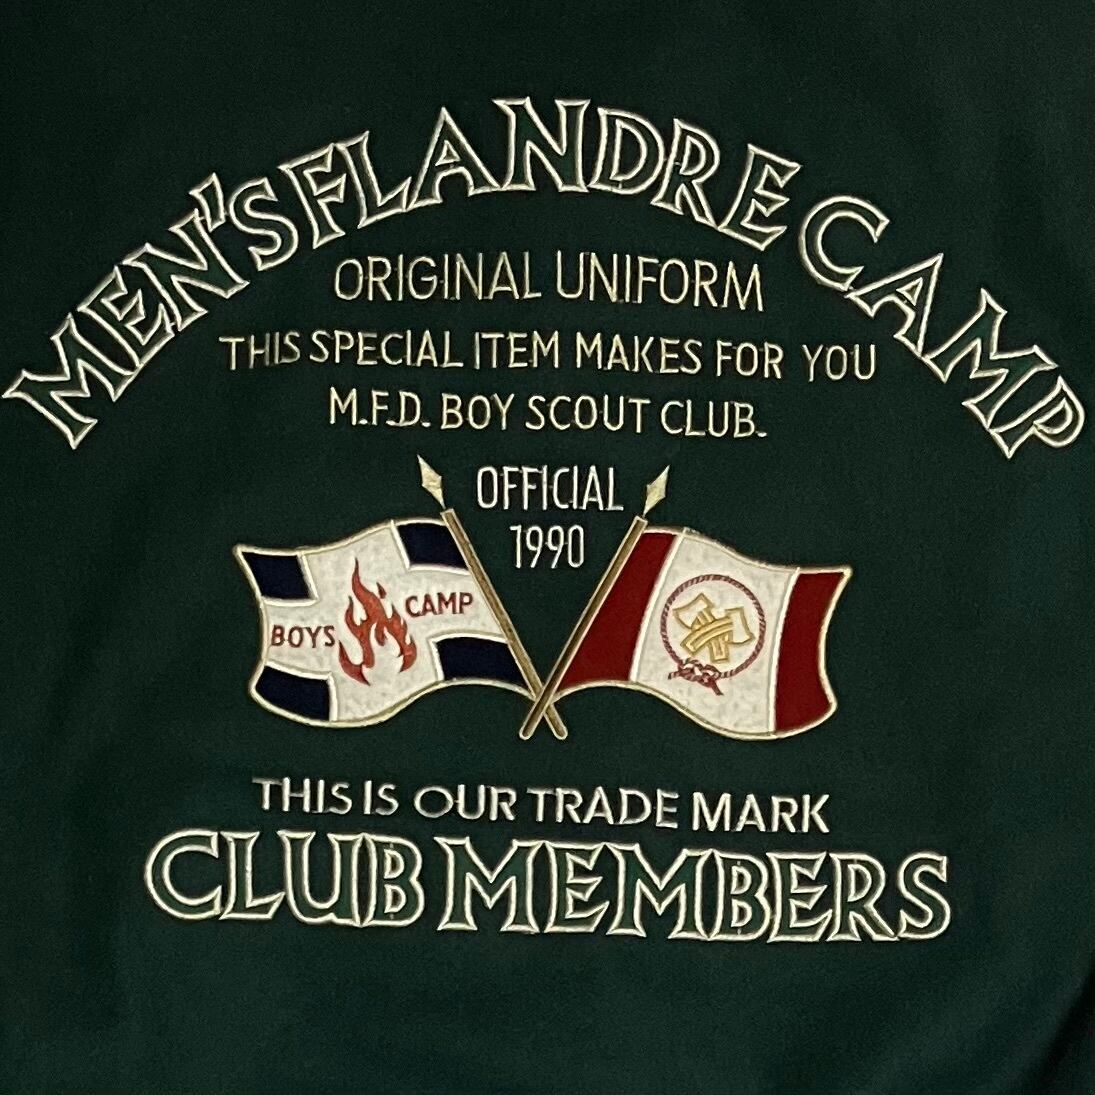 MEN'S FLANDRE CAMP
ORIGINAL UNIFORM
THIS SPECIAL ITEM MAKES FOR YOU
M.F.D. BOY SCOUT CLUB.
OFFICIAL
1990
BOYS CAMP
THIS IS OUR TRADE MARK
CLUB MEMBERS